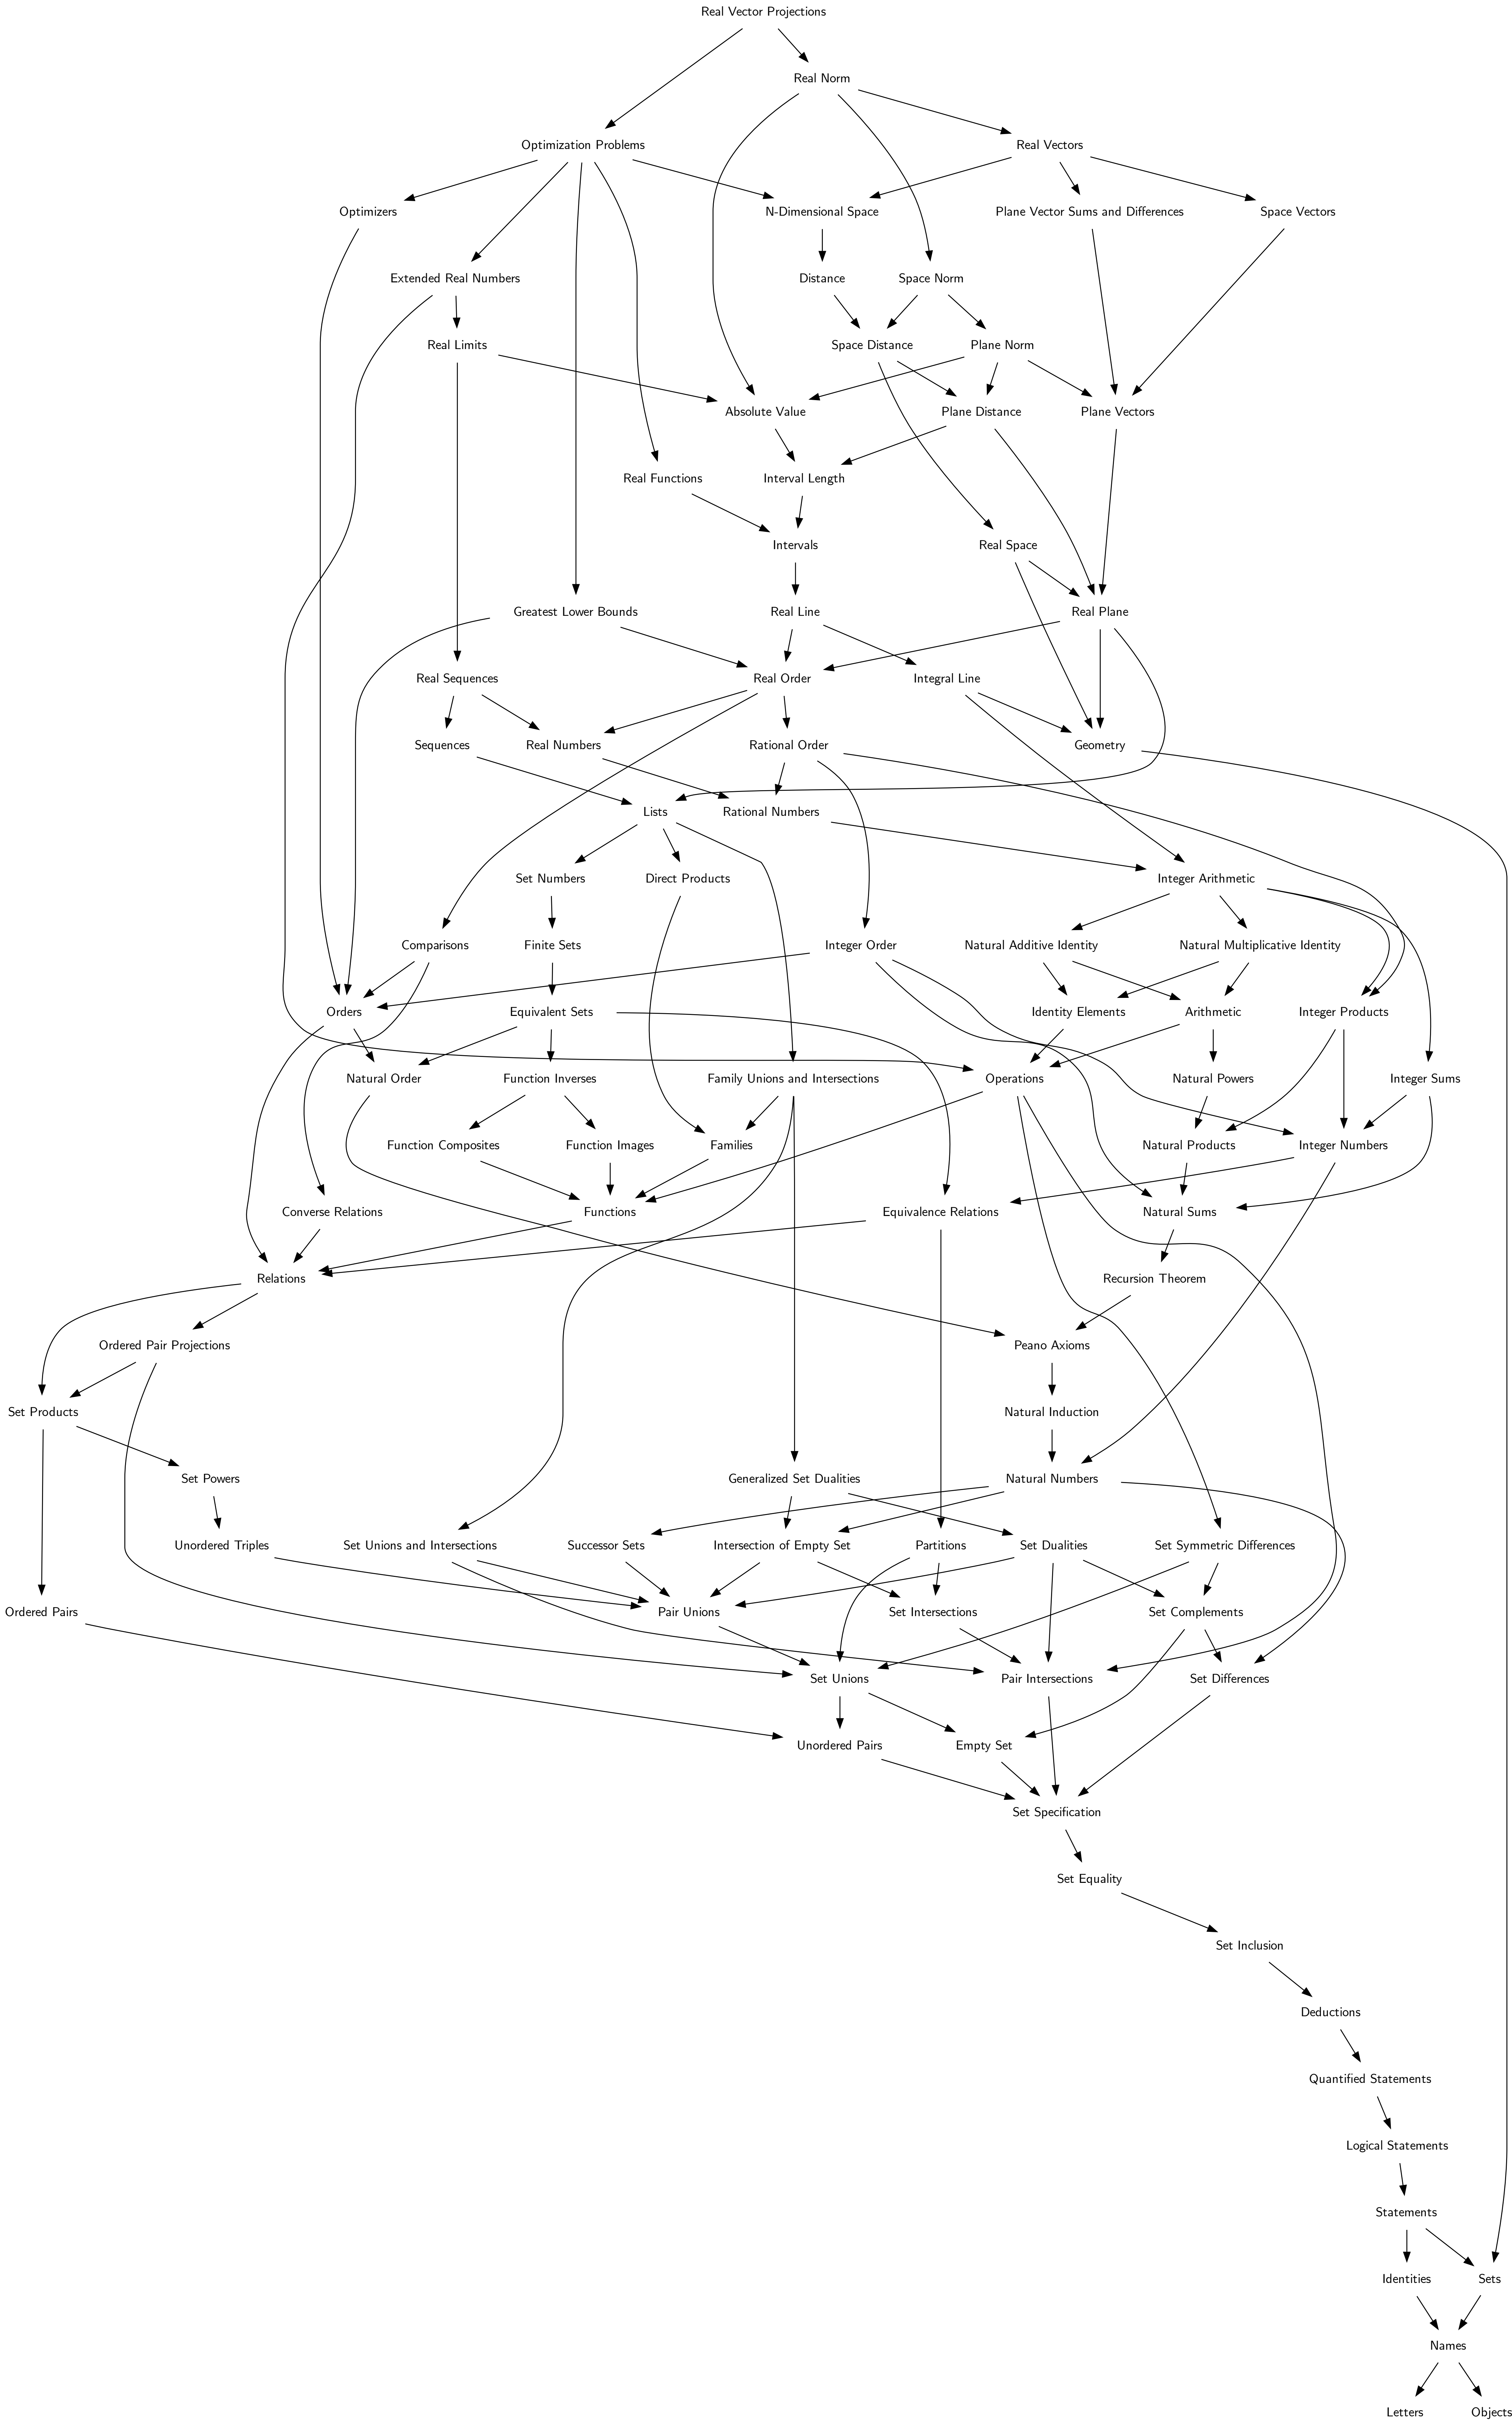 Real Vector Projections
Real Norm
Optimization Problems
Real Vectors
Optimizers
N-Dimensional Space
Plane Vector Sums and Differences
Space Vectors
Extended Real Numbers
Distance
Space Norm
Real Limits
Space Distance
Plane Norm
Absolute Value
Plane Distance
Plane Vectors
Real Functions
Interval Length
Intervals
Real Space
Greatest Lower Bounds
Real Line
Real Plane
Real Sequences
Real Order
Integral Line
Sequences
Real Numbers
Rational Order
Geometry
Lists
Rational Numbers
Set Numbers
Direct Products
Integer Arithmetic
Comparisons
Finite Sets
Integer Order
Natural Additive Identity
Natural Multiplicative Identity
Orders
Equivalent Sets
Identity Elements
Arithmetic
Integer Products
Natural Order
Function Inverses
Family Unions and Intersections
Operations
Natural Powers
Integer Sums
Function Composites
Function Images
Families
Natural Products
Integer Numbers
Converse Relations
Functions
Equivalence Relations
Natural Sums
Relations
Recursion Theorem
Ordered Pair Projections
Peano Axioms
Set Products
Natural Induction
Set Powers
Generalized Set Dualities
Natural Numbers
Unordered Triples
Set Unions and Intersections
Successor Sets
Intersection of Empty Set
Partitions
Set Dualities
Set Symmetric Differences
Ordered Pairs
Pair Unions
Set Intersections
Set Complements
Set Unions
Pair Intersections
Set Differences
Unordered Pairs
Empty Set
Set Specification
Set Equality
Set Inclusion
Deductions
Quantified Statements
Logical Statements
Statements
Identities
Sets
Names
Letters
Objects